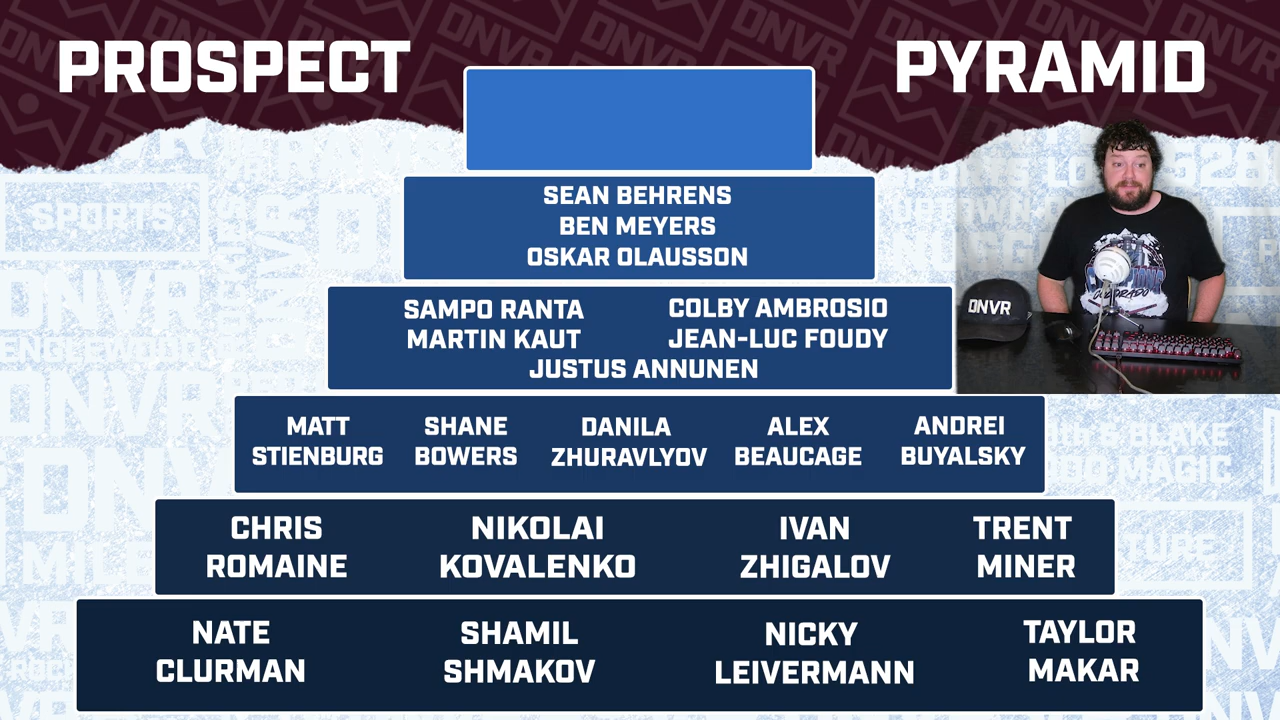 PROSPECT PYRAMID
SEAN BEHRENS
BEN MEYERS
OSKAR OLAUSSON
SAMPO RANTA COLBY AMBROSIO
MARTIN KAUT JEAN-LUC FOUDY
JUSTUS ANNUNEN
MATT STIENBURG
SHANE BOWERS
DANILA ZHURAVLYOV
ALEX BEAUCAGE
ANDREI BUYALSKY
CHRIS ROMAINE
NIKOLAI KOVALENKO
IVAN ZHIGALOV
TRENT MINER
NATE CLURMAN
SHAMIL SHMAKOV
NICKY LEIVERMANN
TAYLOR MAKAR
DNVR
SPORTS
DNVR